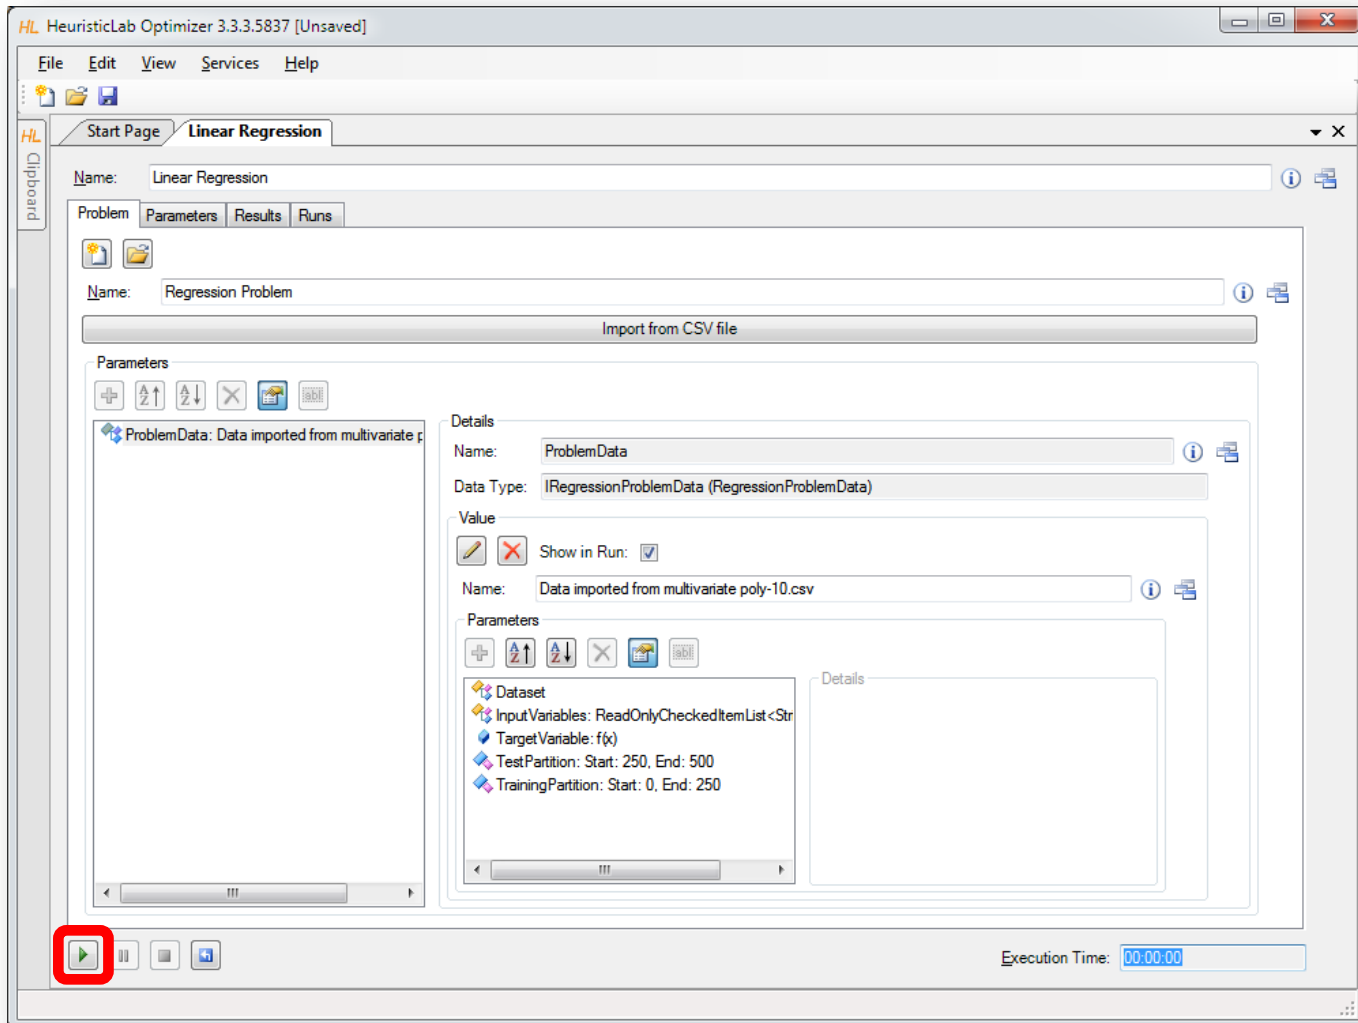 HL HeuristicLab Optimizer 3.3.3.5837 [Unsaved]
File Edit View Services Help
HL Clipboard
Start Page Linear Regression
Name: Linear Regression
Problem Parameters Results Runs
Name: Regression Problem
Import from CSV file
Parameters
ProblemData: Data imported from multivariate p
Details
Name: ProblemData
Data Type: IRegressionProblemData (RegressionProblemData)
Value
Show in Run:
Name: Data imported from multivariate poly-10.csv
Parameters
Dataset
InputVariables: ReadOnlyCheckedItemList<Str
TargetVariable: f(x)
TestPartition: Start: 250, End: 500
TrainingPartition: Start: 0, End: 250
Details
Execution Time: 00:00:00